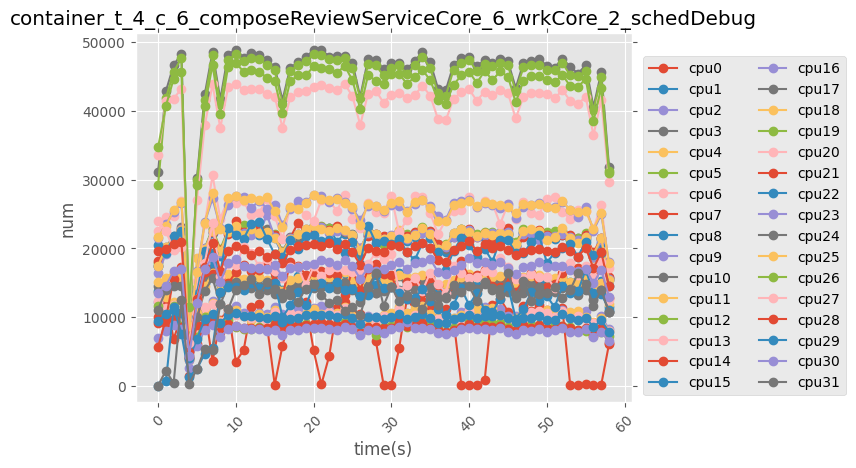 container_t_4_c_6_composeReviewServiceCore_6_wrkCore_2_schedDebug
num
50000
40000
30000
20000
10000
0
0
10
20
30
40
50
60
time(s)
cpu0
cpu1
cpu2
cpu3
cpu4
cpu5
cpu6
cpu7
cpu8
cpu9
cpu10
cpu11
cpu12
cpu13
cpu14
cpu15
cpu16
cpu17
cpu18
cpu19
cpu20
cpu21
cpu22
cpu23
cpu24
cpu25
cpu26
cpu27
cpu28
cpu29
cpu30
cpu31